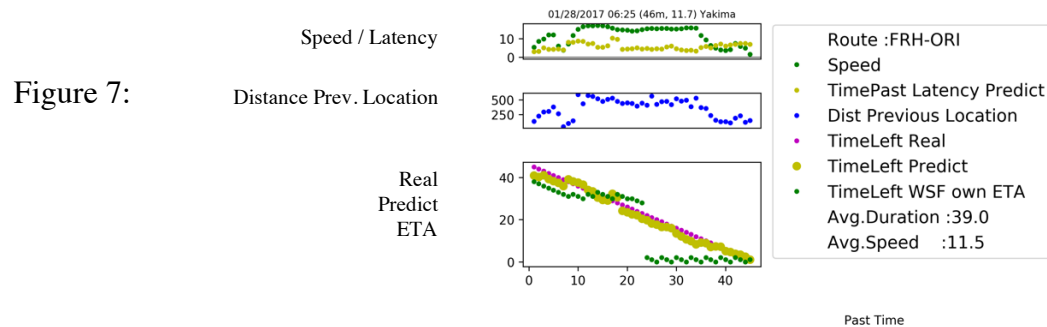 01/28/2017 06:25 (46m, 11.7) Yakima
Speed / Latency
10
0
Figure 7:
Distance Prev. Location
500
250
Real
Predict
ETA
40
20
0
0 10 20 30 40
Past Time
Route :FRH-ORI
Speed
TimePast Latency Predict
Dist Previous Location
TimeLeft Real
TimeLeft Predict
TimeLeft WSF own ETA
Avg.Duration :39.0
Avg.Speed :11.5